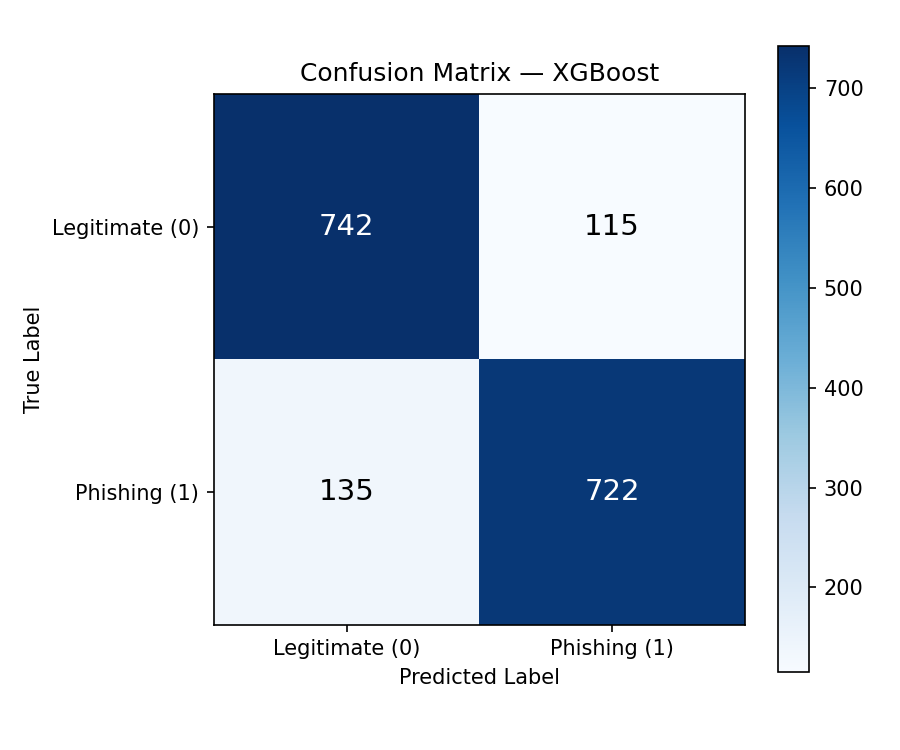 Confusion Matrix — XGBoost
True Label
Legitimate (0)
Phishing (1)
742
115
135
722
Legitimate (0)
Phishing (1)
Predicted Label
700
600
500
400
300
200